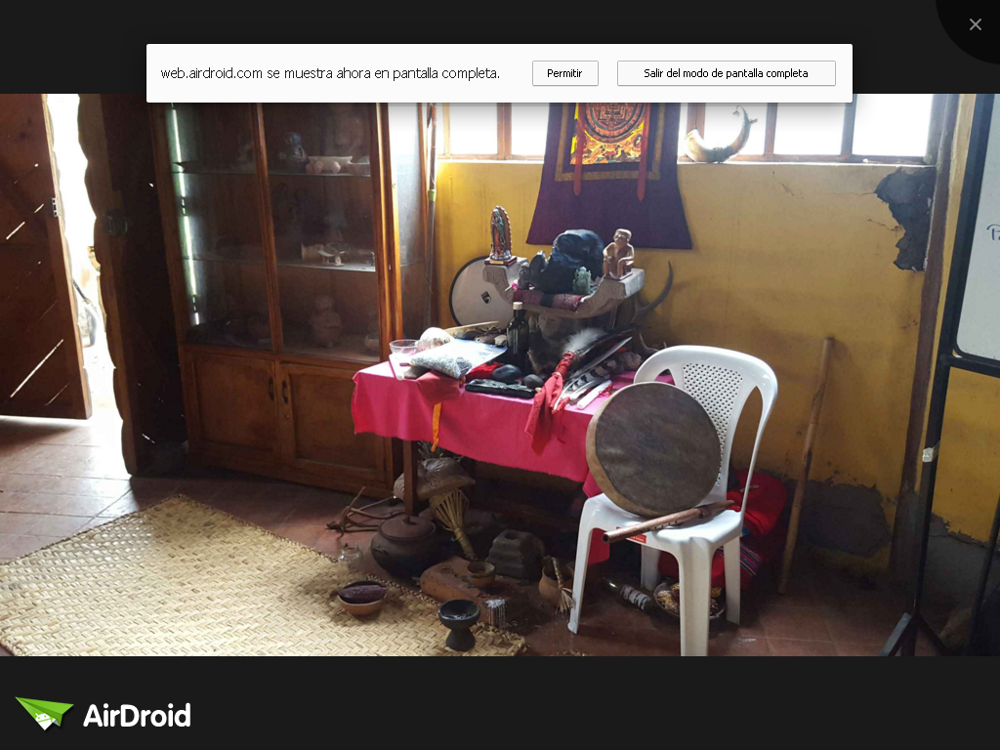 web.airdroid.com se muestra ahora en pantalla completa.
Permitir
Salir del modo de pantalla completa
AirDroid